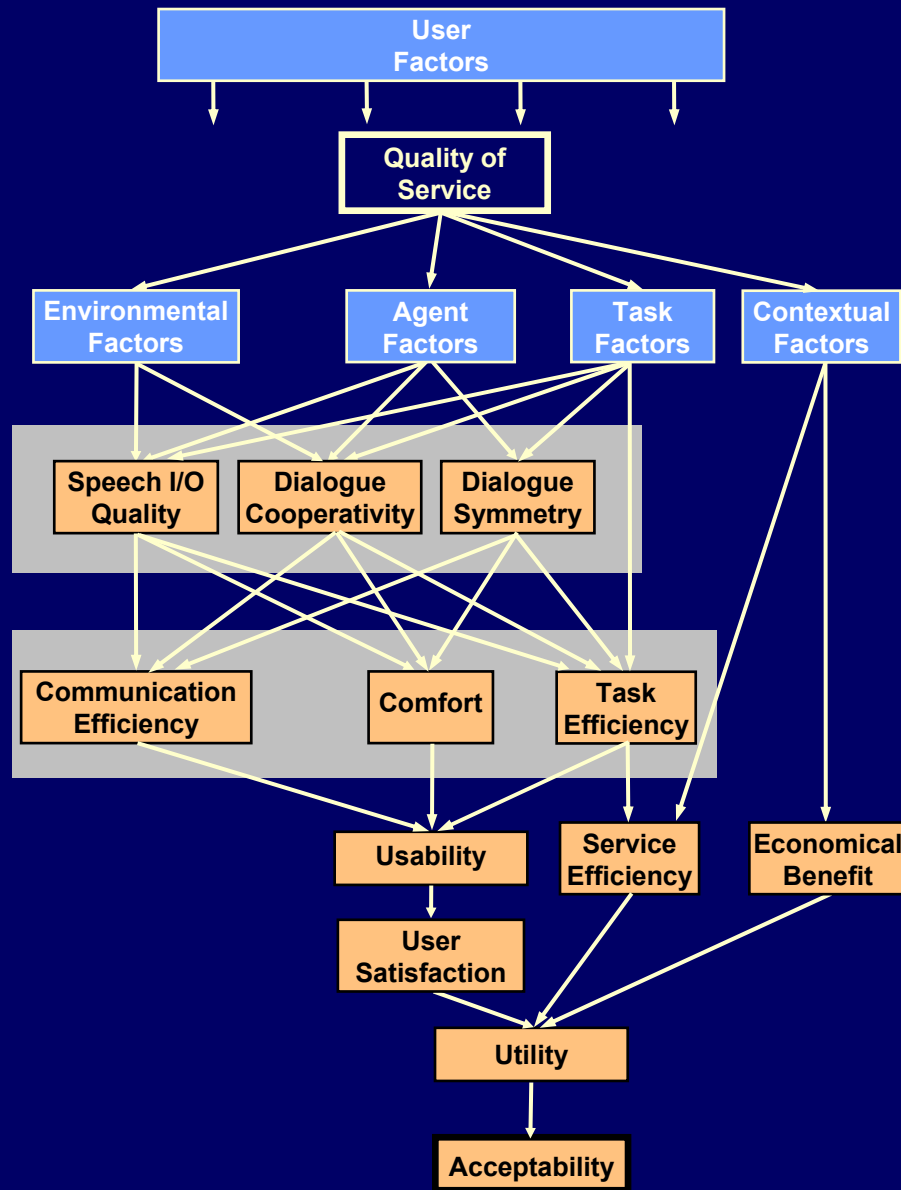 User
Factors
Quality of
Service
Environmental
Factors
Agent
Factors
Task
Factors
Contextual
Factors
Speech I/O
Quality
Dialogue
Cooperativity
Dialogue
Symmetry
Communication
Efficiency
Comfort
Task
Efficiency
Usability
Service
Efficiency
Economical
Benefit
User
Satisfaction
Utility
Acceptability